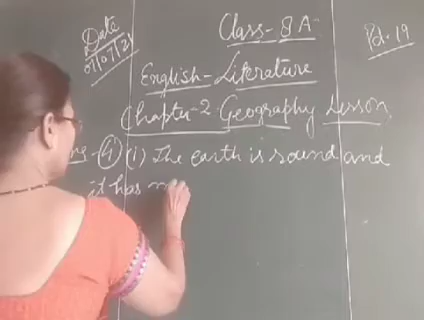 Date
01/07/21
Class-8 A
Pd. 19
English-Literature
Chapter-2 Geography Lesson
④ (i) The earth is round and
it has